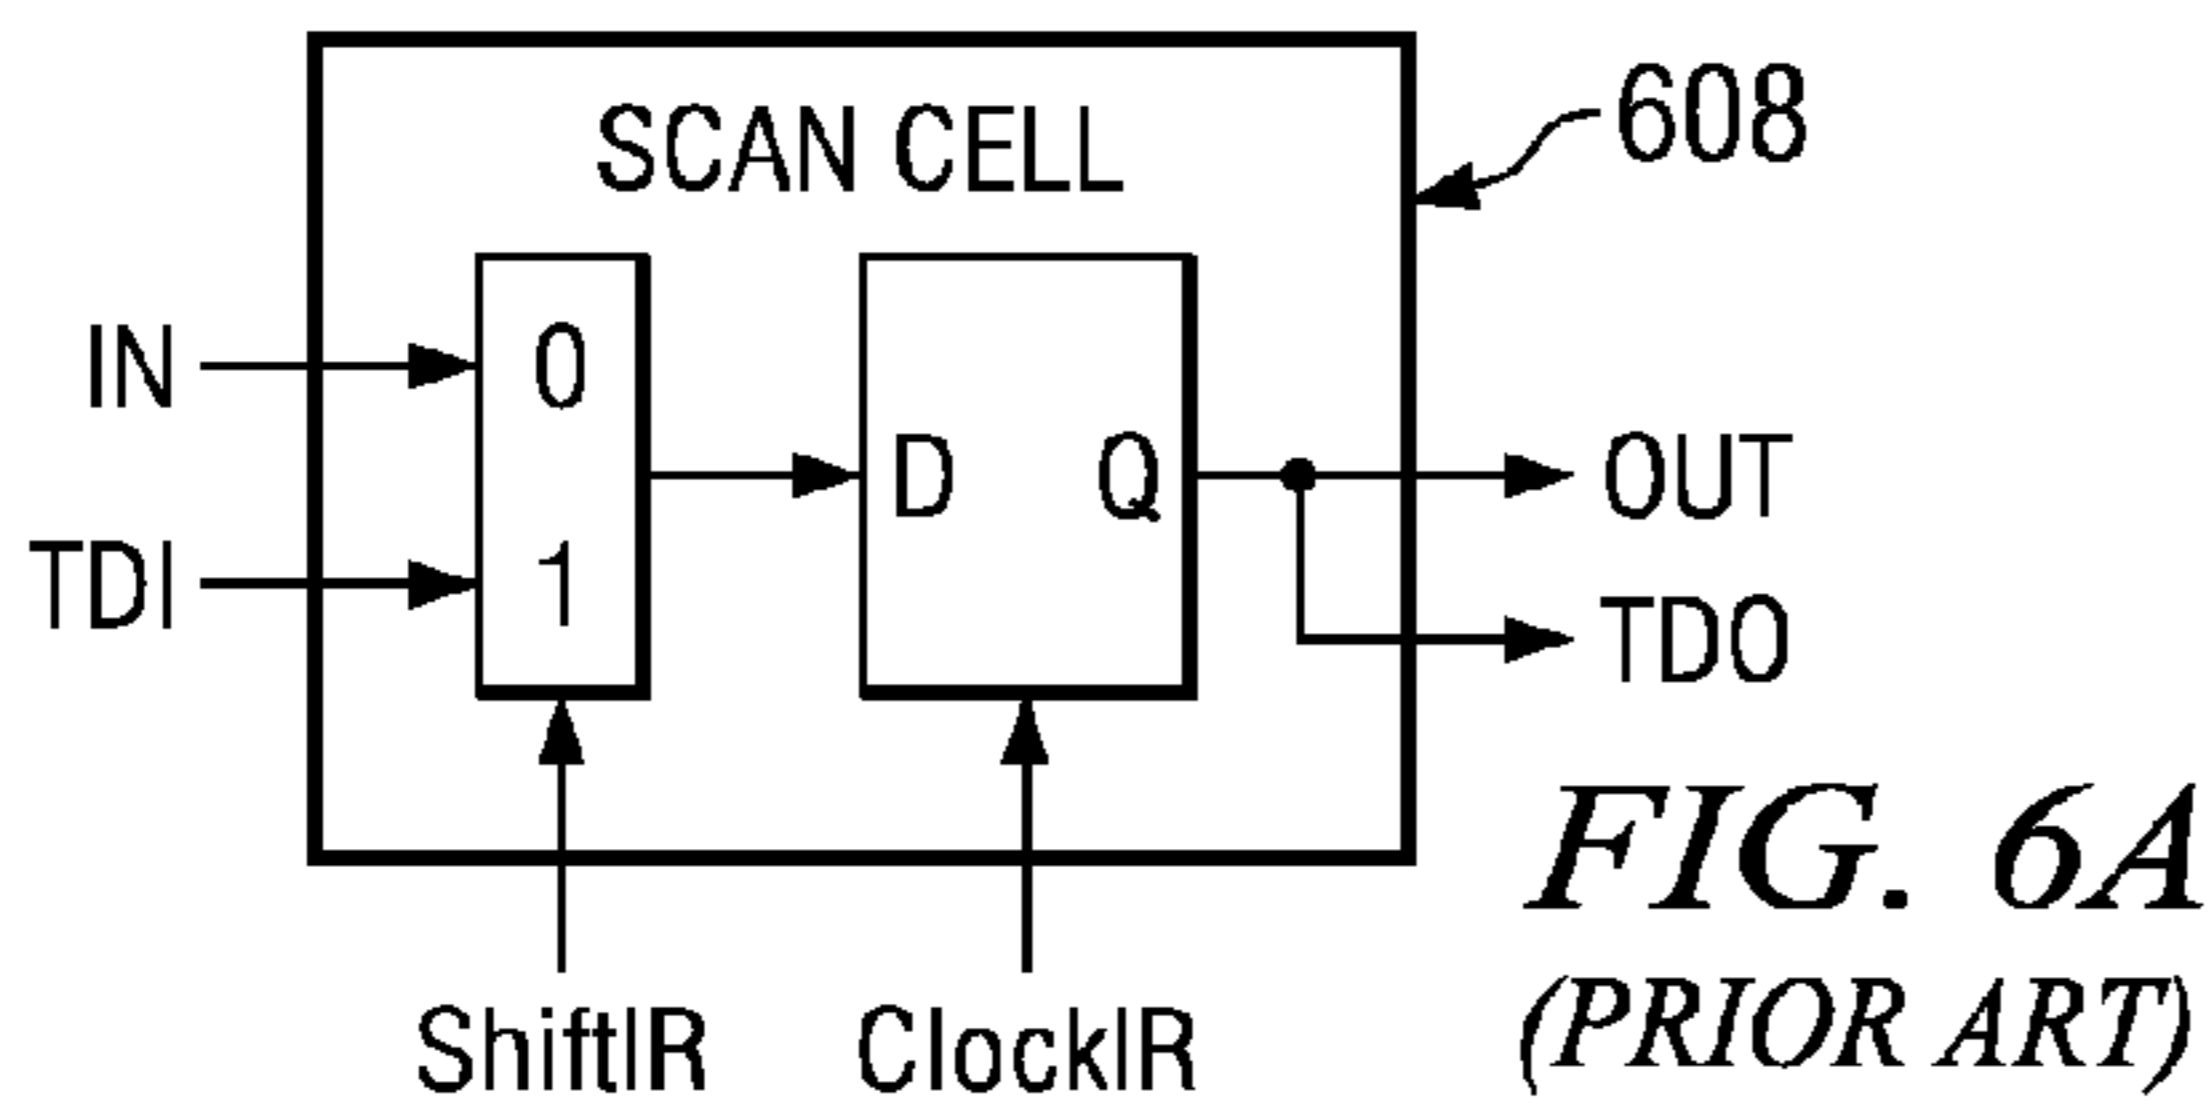 SCAN CELL
608
IN
0
TDI
1
D
Q
OUT
TDO
ShiftIR
ClockIR
FIG. 6A
(PRIOR ART)